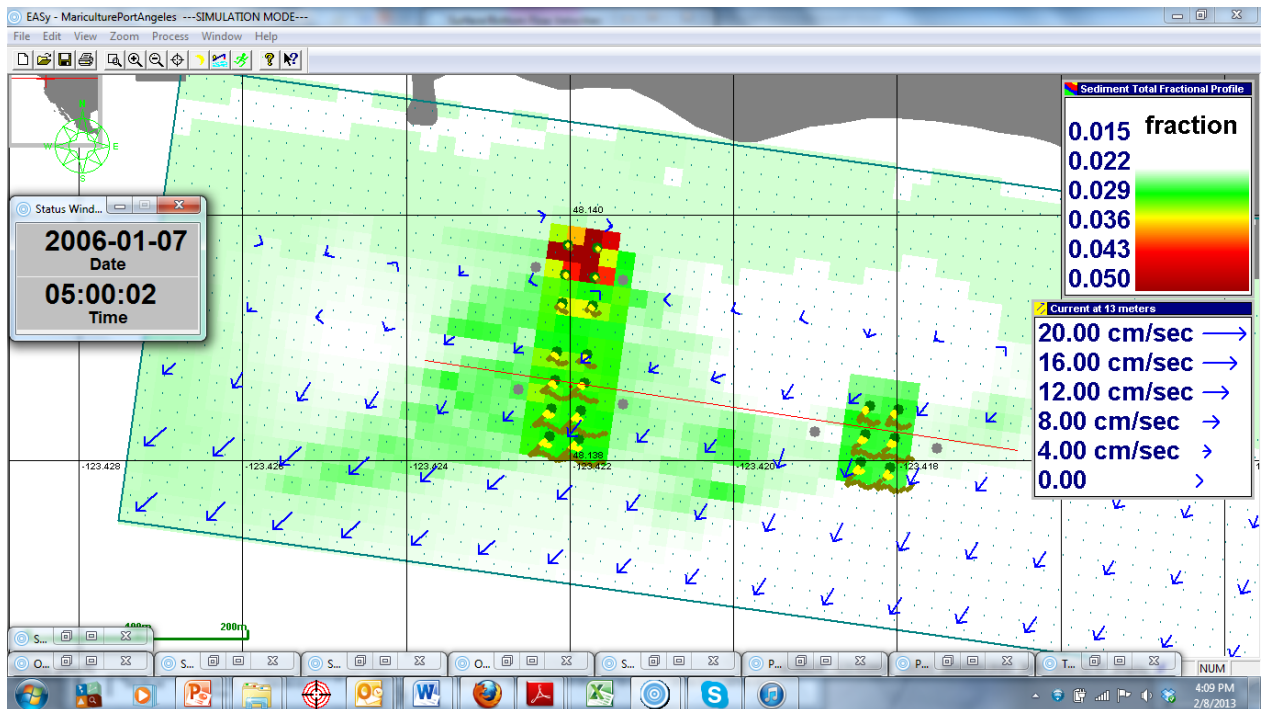 EASy - MariculturePortAngeles ---SIMULATION MODE---
File Edit View Zoom Process Window Help
N
W E
S
Status Wind...
2006-01-07
Date
05:00:02
Time
Sediment Total Fractional Profile
fraction
0.015
0.022
0.029
0.036
0.043
0.050
Current at 13 meters
20.00 cm/sec
16.00 cm/sec
12.00 cm/sec
8.00 cm/sec
4.00 cm/sec
0.00
48.140
48.138
-123.428
-123.426
-123.424
-123.422
-123.420
-123.418
200m
S...
O...
S...
S...
O...
S...
P...
P...
T...
NUM
4:09 PM
2/8/2013